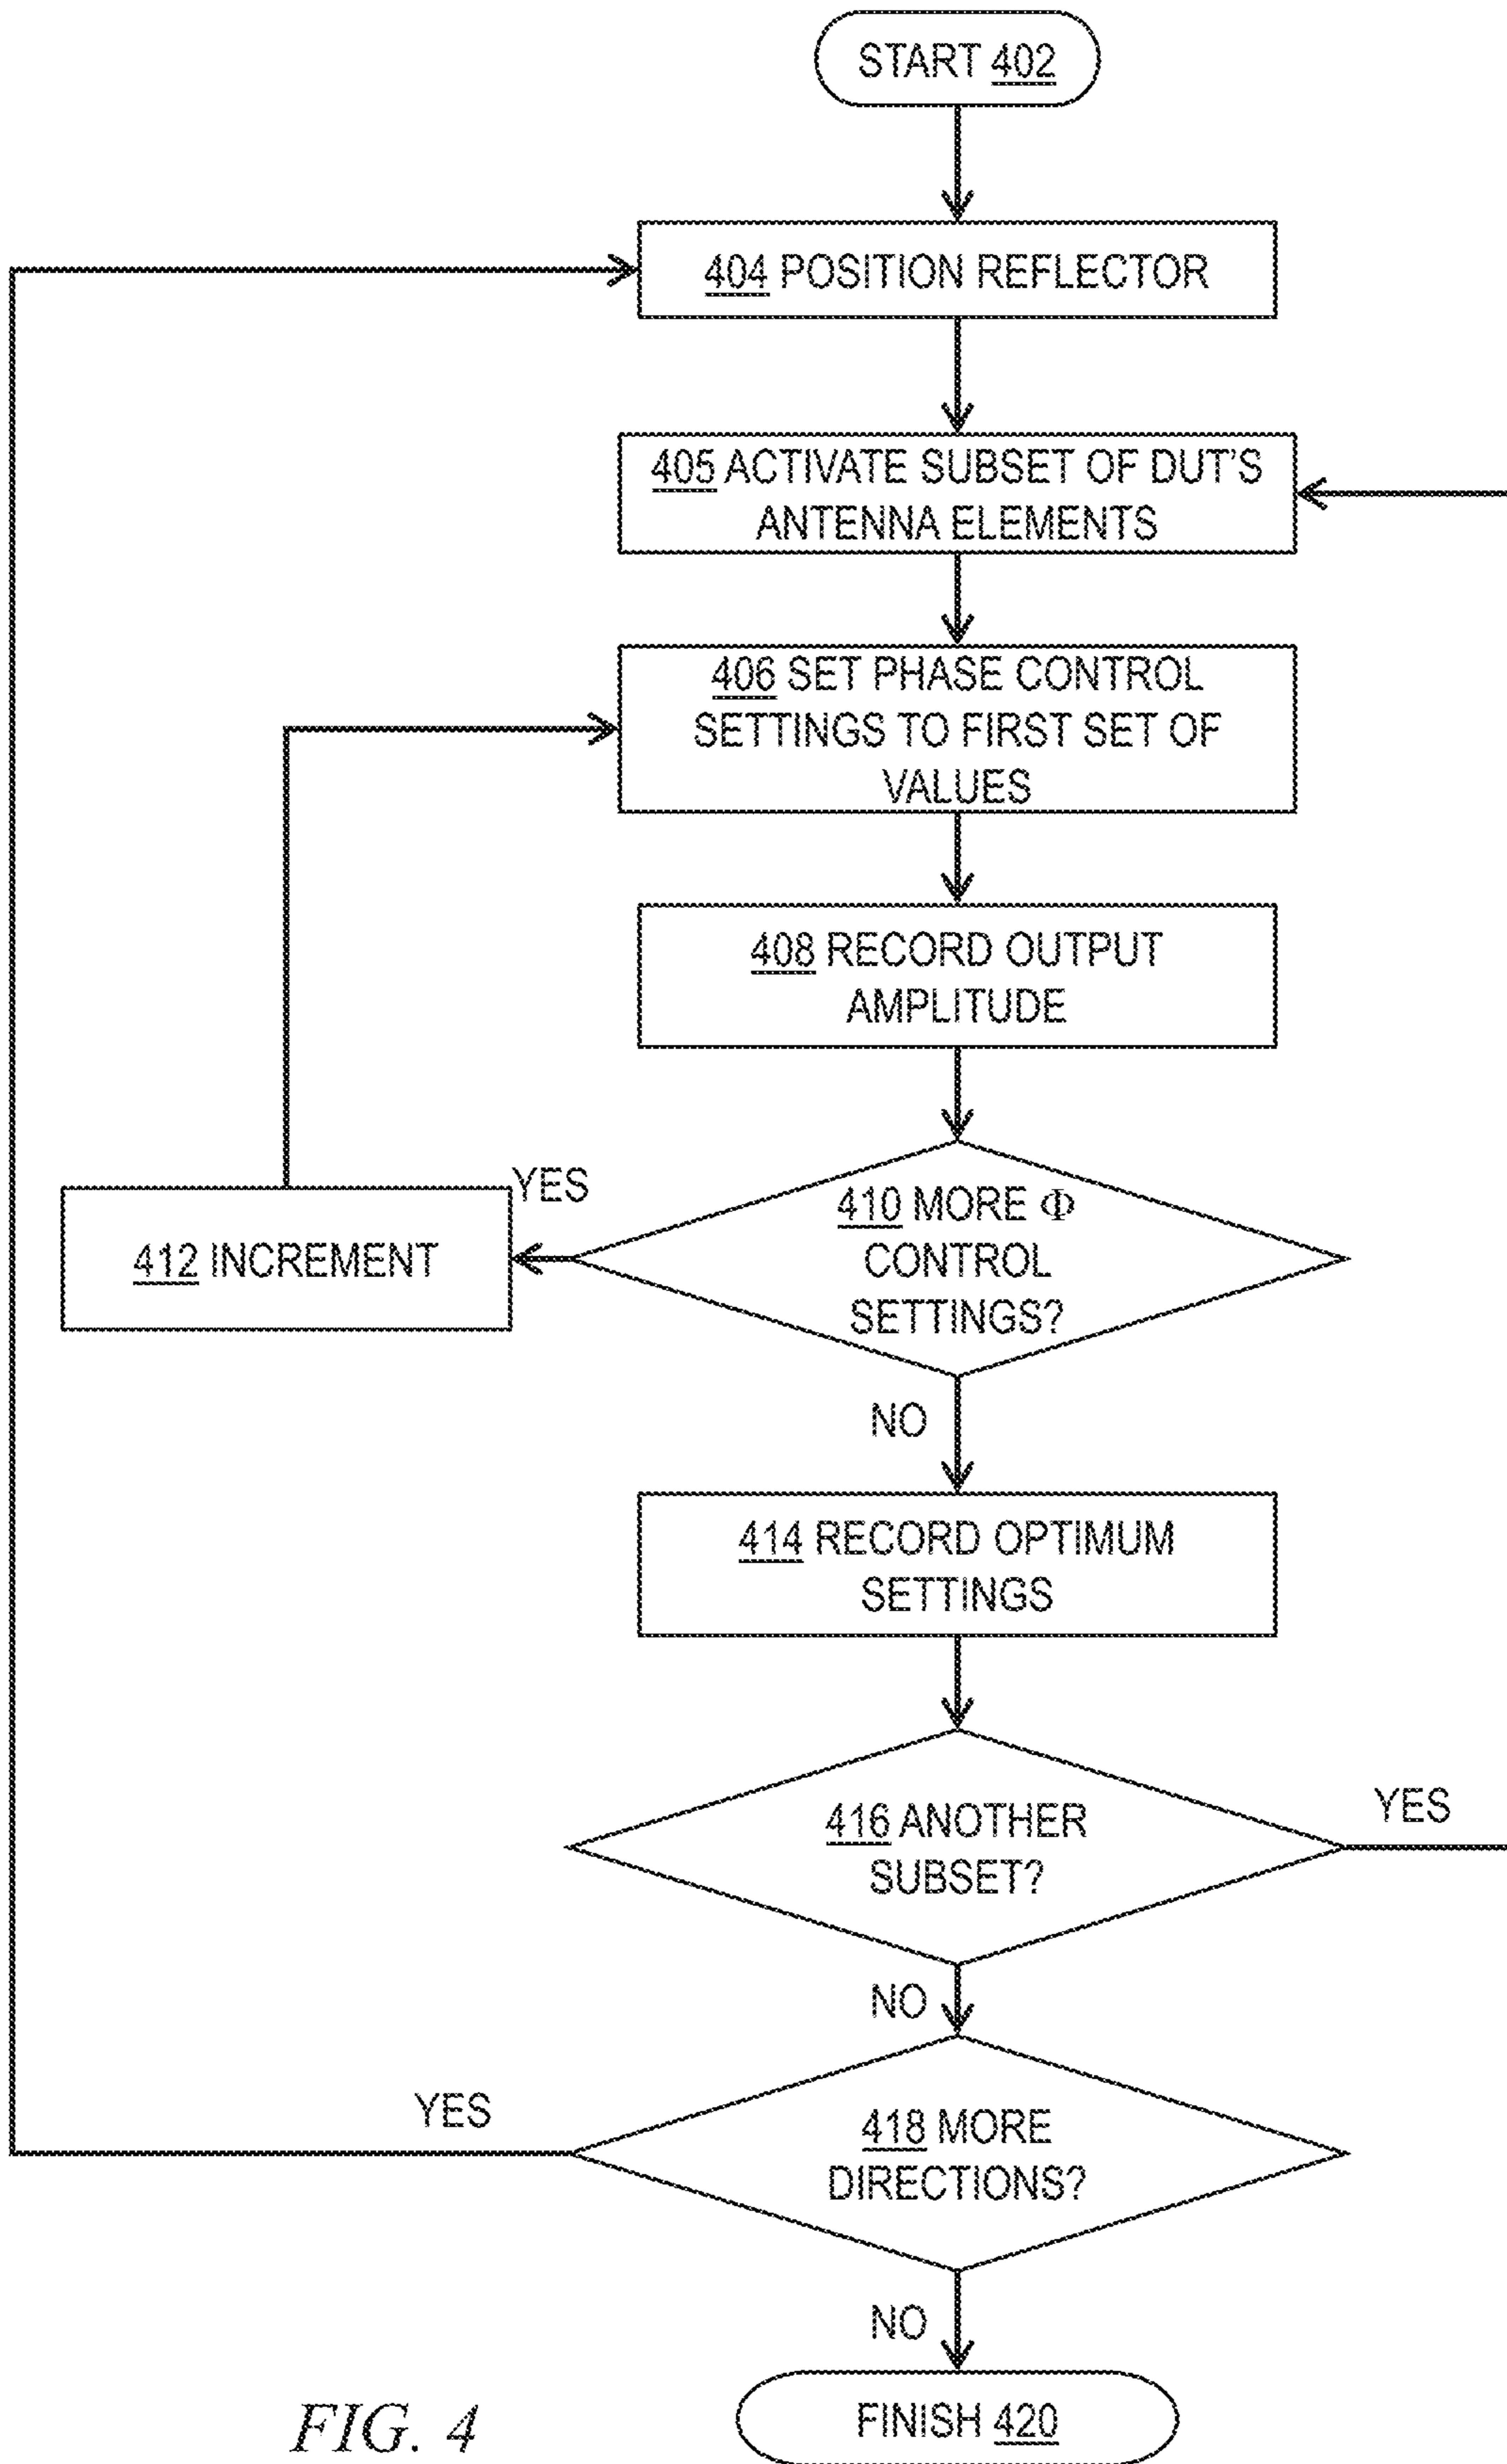 START 402
404 POSITION REFLECTOR
405 ACTIVATE SUBSET OF DUT'S
ANTENNA ELEMENTS
406 SET PHASE CONTROL
SETTINGS TO FIRST SET OF
VALUES
408 RECORD OUTPUT
AMPLITUDE
410 MORE Φ
CONTROL
SETTINGS?
YES
412 INCREMENT
NO
414 RECORD OPTIMUM
SETTINGS
416 ANOTHER
SUBSET?
YES
NO
418 MORE
DIRECTIONS?
YES
NO
FINISH 420
FIG. 4